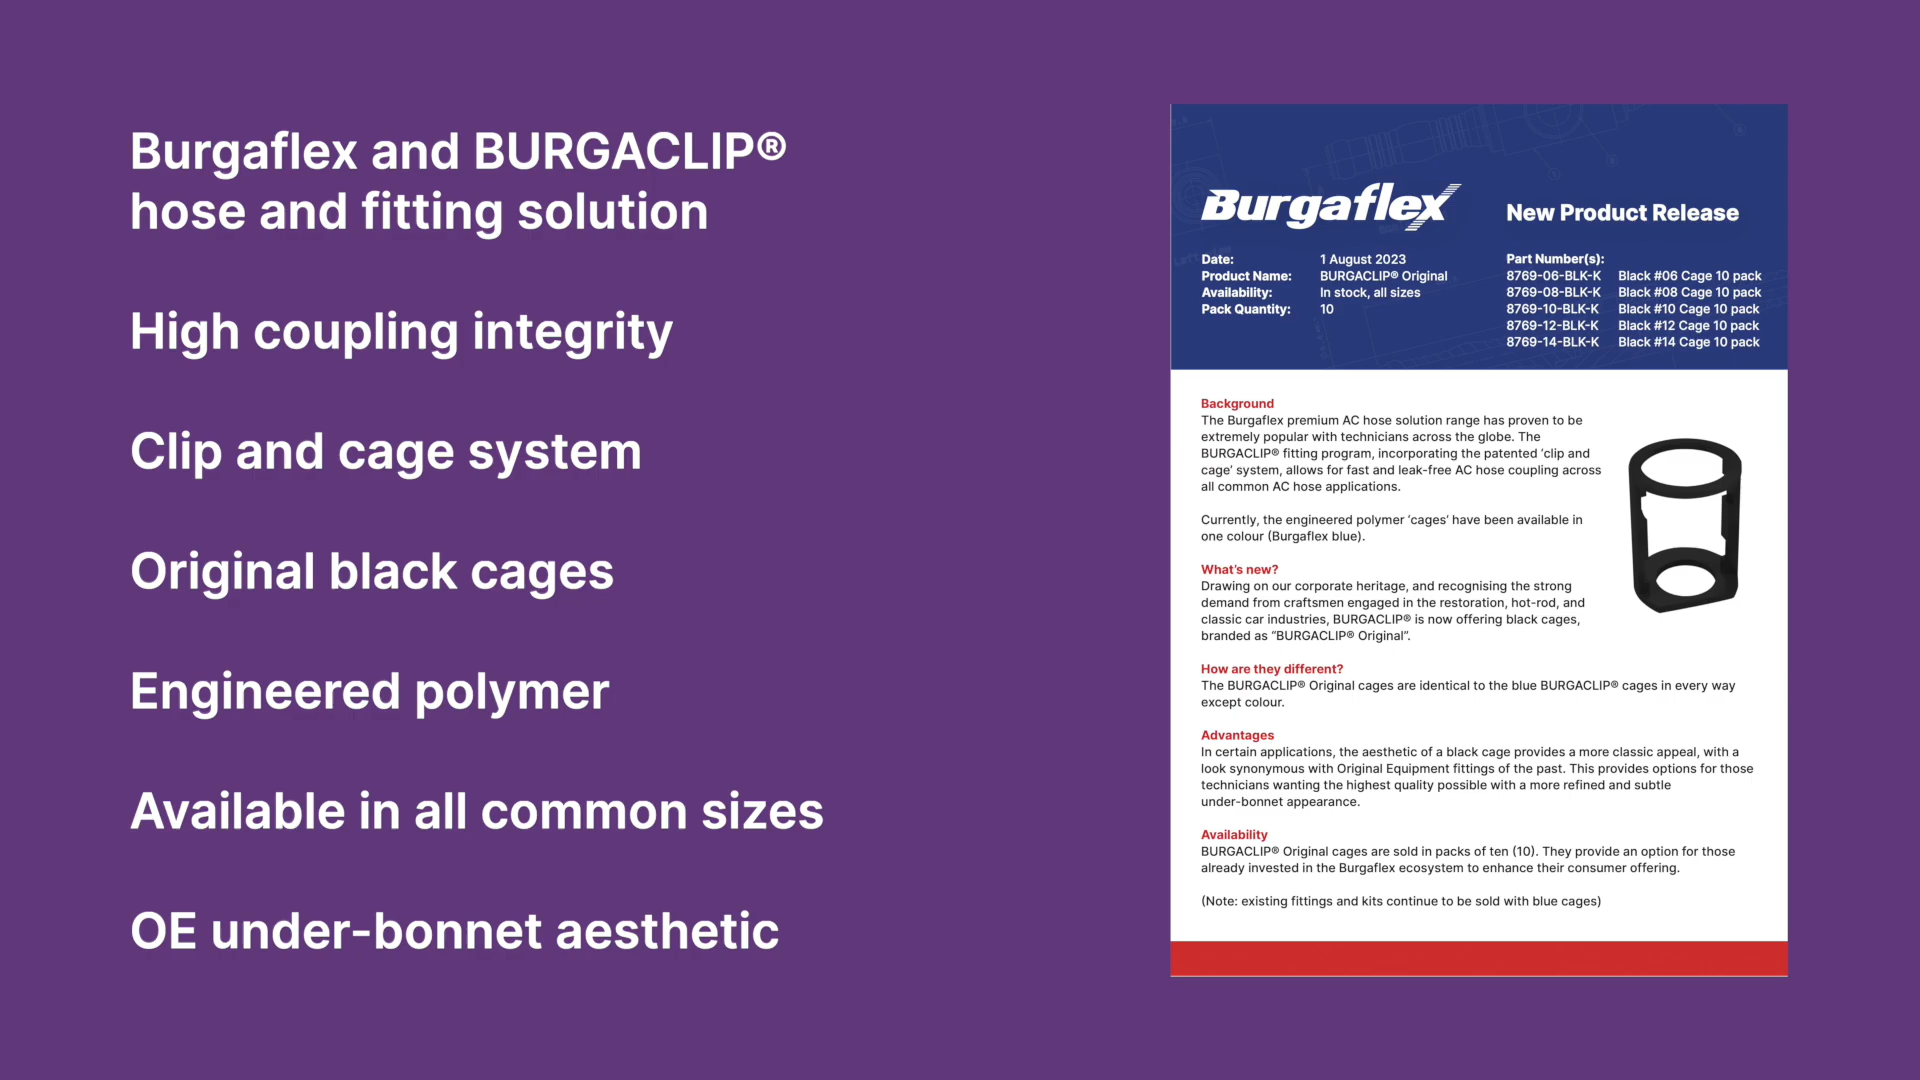 Burgaflex and BURGACLIP®
hose and fitting solution
High coupling integrity
Clip and cage system
Original black cages
Engineered polymer
Available in all common sizes
OE under-bonnet aesthetic
Burgaflex
New Product Release
Date: 1 August 2023
Product Name: BURGACLIP® Original
Availability: In stock, all sizes
Pack Quantity: 10
Part Number(s):
8769-06-BLK-K Black #06 Cage 10 pack
8769-08-BLK-K Black #08 Cage 10 pack
8769-10-BLK-K Black #10 Cage 10 pack
8769-12-BLK-K Black #12 Cage 10 pack
8769-14-BLK-K Black #14 Cage 10 pack
Background
The Burgaflex premium AC hose solution range has proven to be
extremely popular with technicians across the globe. The
BURGACLIP® fitting program, incorporating the patented ‘clip and
cage’ system, allows for fast and leak-free AC hose coupling across
all common AC hose applications.
Currently, the engineered polymer ‘cages’ have been available in
one colour (Burgaflex blue).
What’s new?
Drawing on our corporate heritage, and recognising the strong
demand from craftsmen engaged in the restoration, hot-rod, and
classic car industries, BURGACLIP® is now offering black cages,
branded as “BURGACLIP® Original”.
How are they different?
The BURGACLIP® Original cages are identical to the blue BURGACLIP® cages in every way
except colour.
Advantages
In certain applications, the aesthetic of a black cage provides a more classic appeal, with a
look synonymous with Original Equipment fittings of the past. This provides options for those
technicians wanting the highest quality possible with a more refined and subtle
under-bonnet appearance.
Availability
BURGACLIP® Original cages are sold in packs of ten (10). They provide an option for those
already invested in the Burgaflex ecosystem to enhance their consumer offering.
(Note: existing fittings and kits continue to be sold with blue cages)